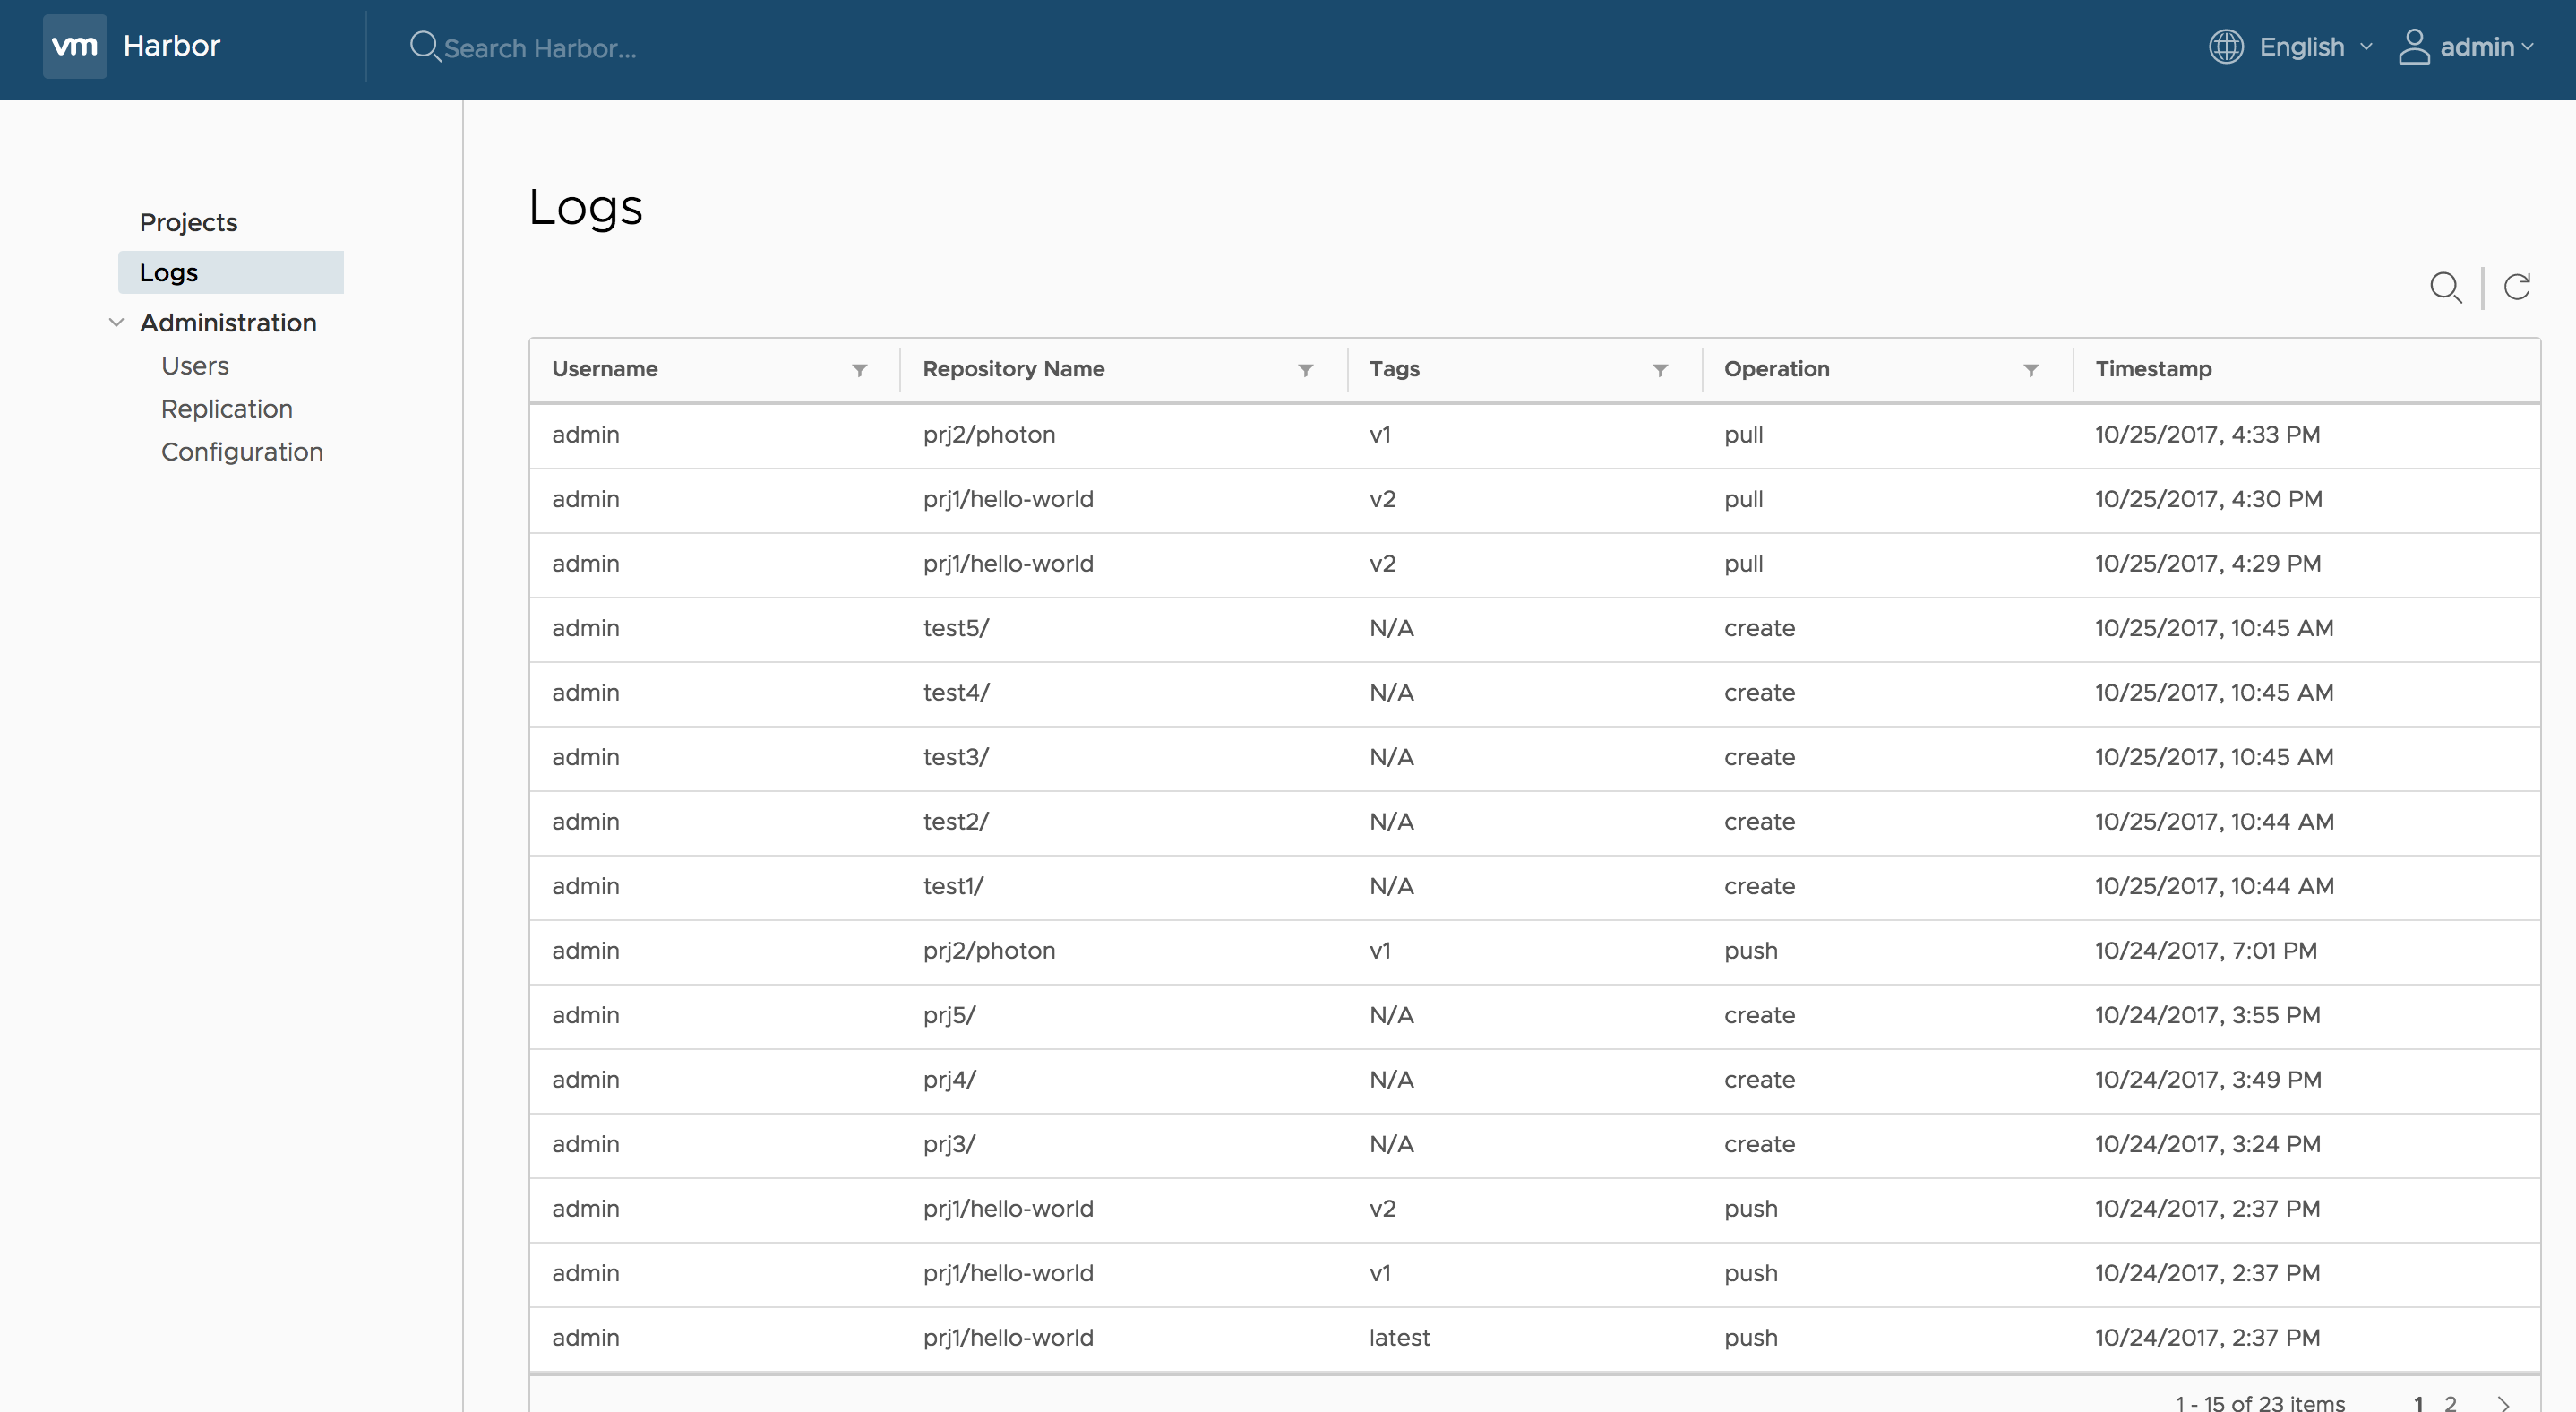 vm Harbor Search Harbor... English admin
Projects
Logs
Administration
Users
Replication
Configuration
Logs
Username Repository Name Tags Operation Timestamp
admin prj2/photon v1 pull 10/25/2017, 4:33 PM
admin prj1/hello-world v2 pull 10/25/2017, 4:30 PM
admin prj1/hello-world v2 pull 10/25/2017, 4:29 PM
admin test5/ N/A create 10/25/2017, 10:45 AM
admin test4/ N/A create 10/25/2017, 10:45 AM
admin test3/ N/A create 10/25/2017, 10:45 AM
admin test2/ N/A create 10/25/2017, 10:44 AM
admin test1/ N/A create 10/25/2017, 10:44 AM
admin prj2/photon v1 push 10/24/2017, 7:01 PM
admin prj5/ N/A create 10/24/2017, 3:55 PM
admin prj4/ N/A create 10/24/2017, 3:49 PM
admin prj3/ N/A create 10/24/2017, 3:24 PM
admin prj1/hello-world v2 push 10/24/2017, 2:37 PM
admin prj1/hello-world v1 push 10/24/2017, 2:37 PM
admin prj1/hello-world latest push 10/24/2017, 2:37 PM
1 - 15 of 23 items 1 2